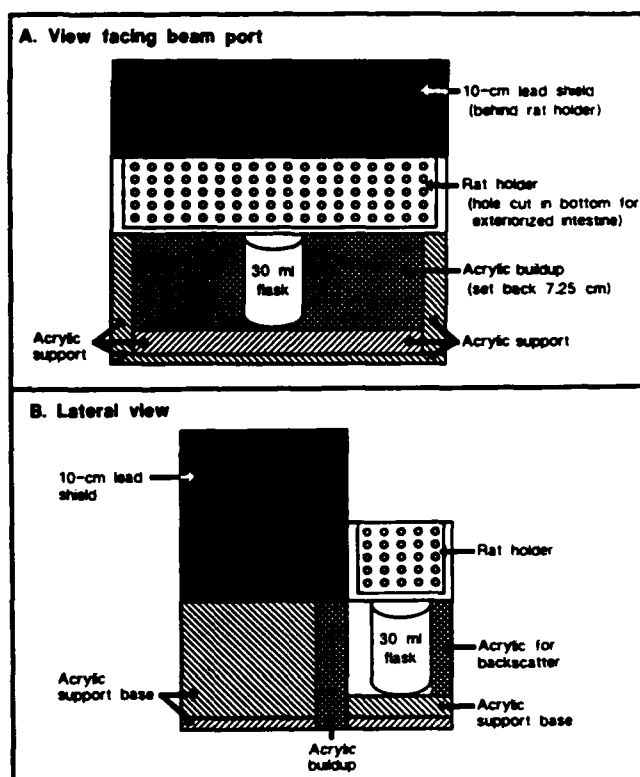 A. View facing beam port
10-cm lead shield
(behind rat holder)
Rat holder
(hole cut in bottom for
exteriorized intestine)
30 ml
flask
Acrylic buildup
(set back 7.25 cm)
Acrylic
support
Acrylic support
B. Lateral view
10-cm lead
shield
Rat holder
30 ml
flask
Acrylic for
backscatter
Acrylic
support base
Acrylic
support base
Acrylic
buildup